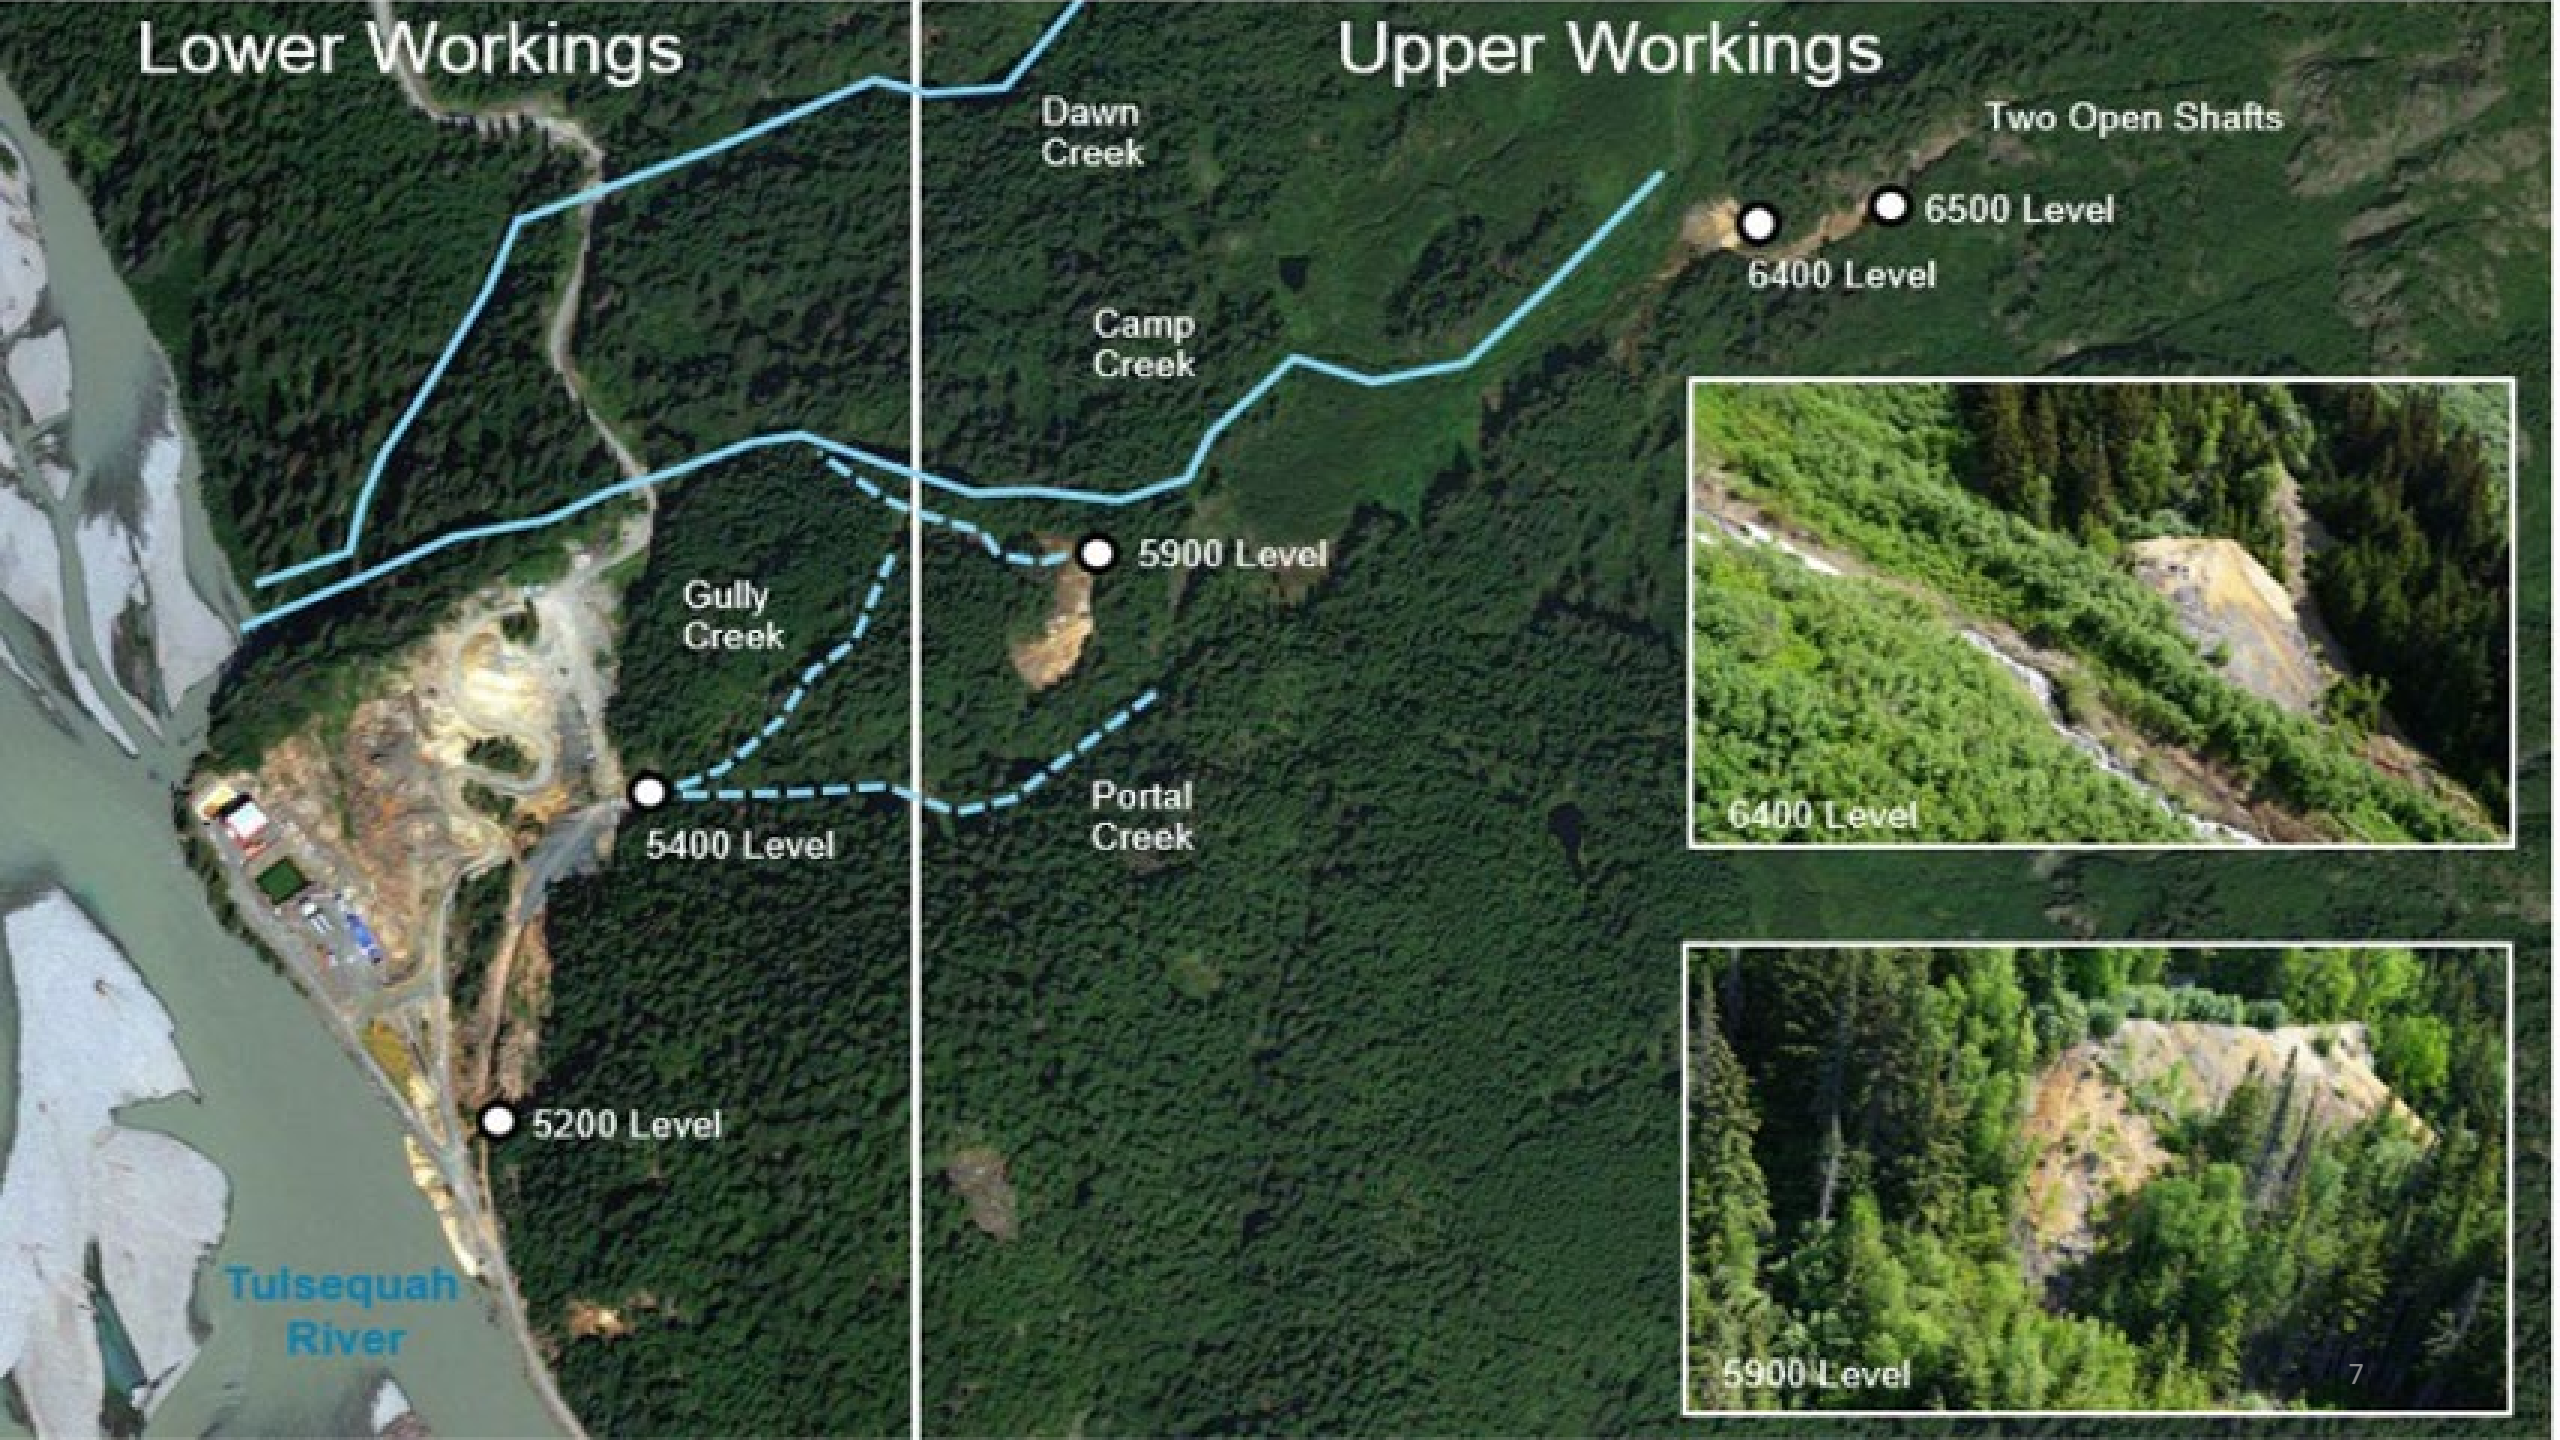 Lower Workings
Upper Workings
Dawn
Creek
Two Open Shafts
6500 Level
6400 Level
Camp
Creek
5900 Level
Gully
Creek
6400 Level
Portal
Creek
5400 Level
5200 Level
Tulsequah
River
5900 Level
7